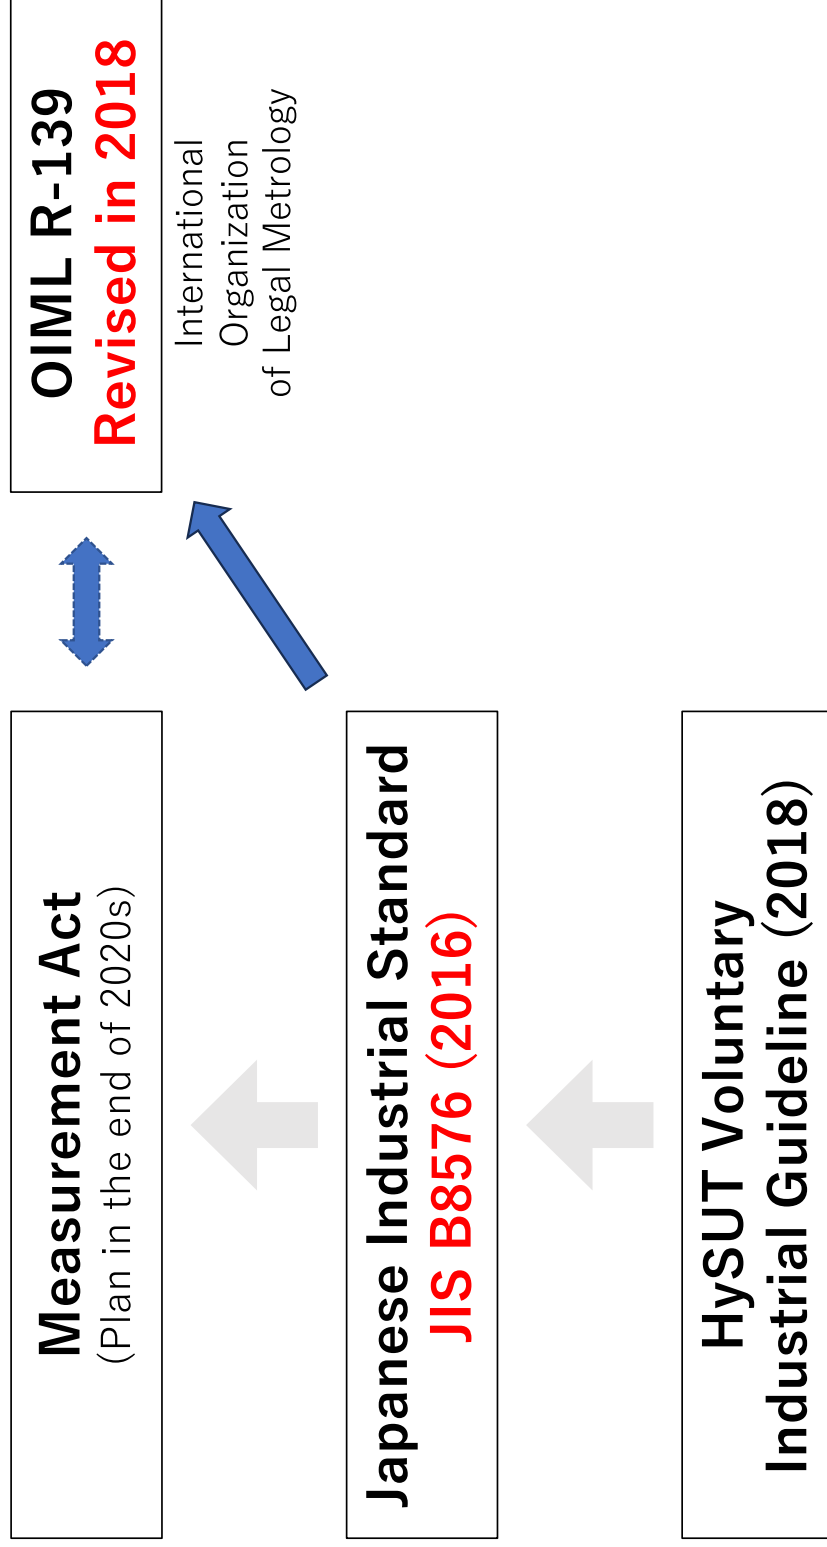 Measurement Act
(Plan in the end of 2020s)
OIML R-139
Revised in 2018
International
Organization
of Legal Metrology
Japanese Industrial Standard
JIS B8576 (2016)
HySUT Voluntary
Industrial Guideline (2018)